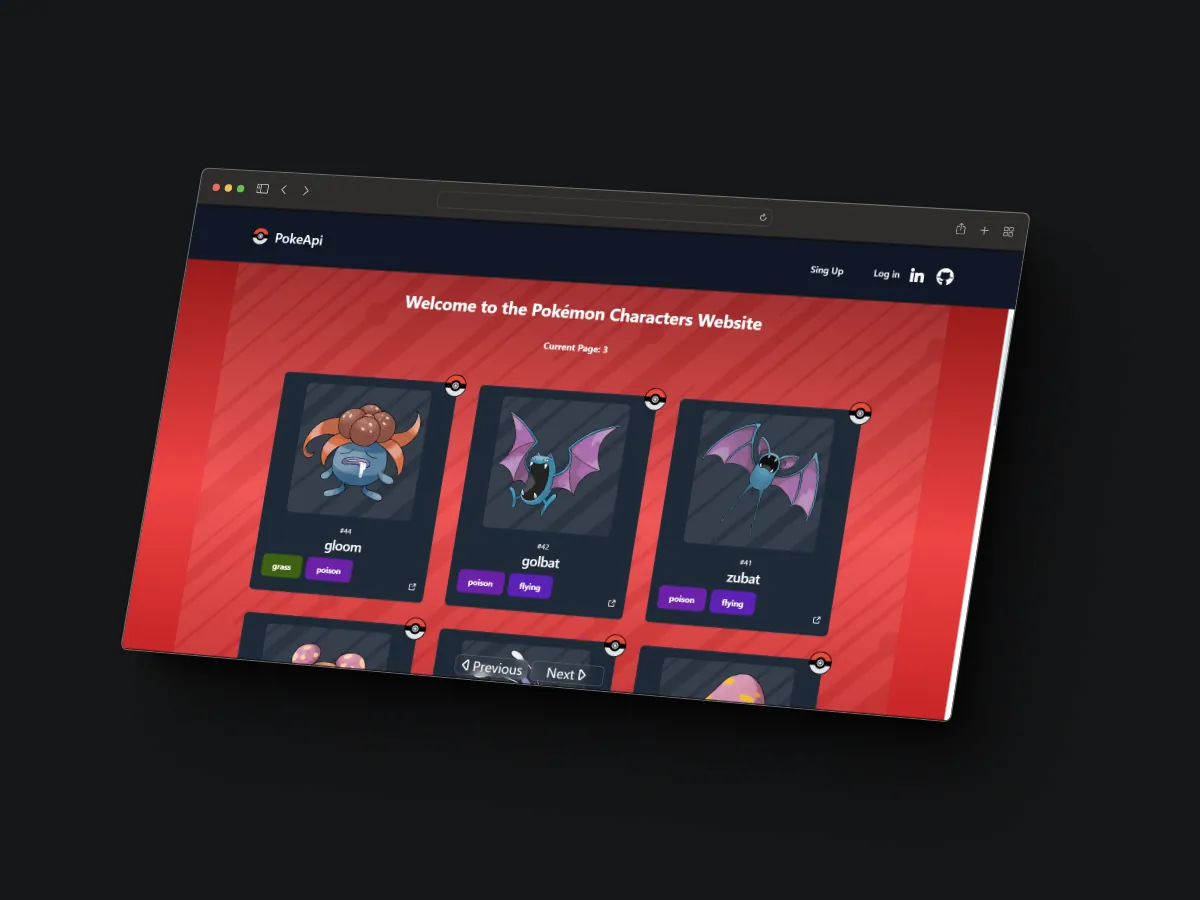 PokeApi
Sing Up
Log in
in
Welcome to the Pokémon Characters Website
Current Page: 3
#44
gloom
grass
poison
#42
golbat
poison
flying
#41
zubat
poison
flying
Previous
Next